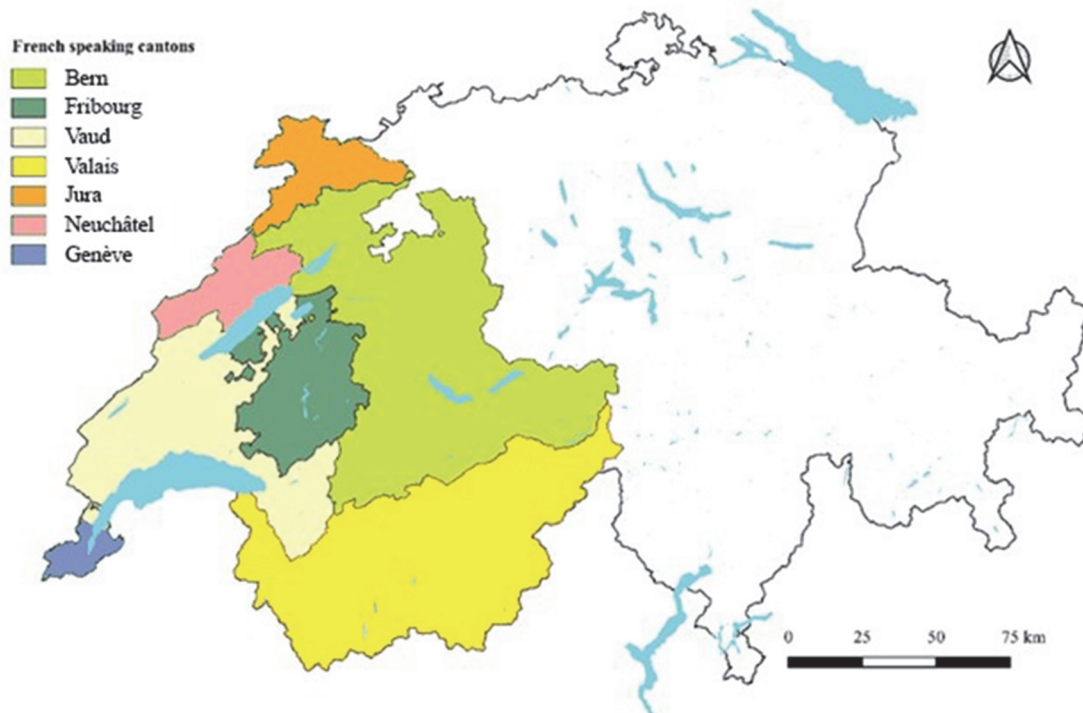 French speaking cantons
Bern
Fribourg
Vaud
Valais
Jura
Neuchâtel
Genève
0 25 50 75 km